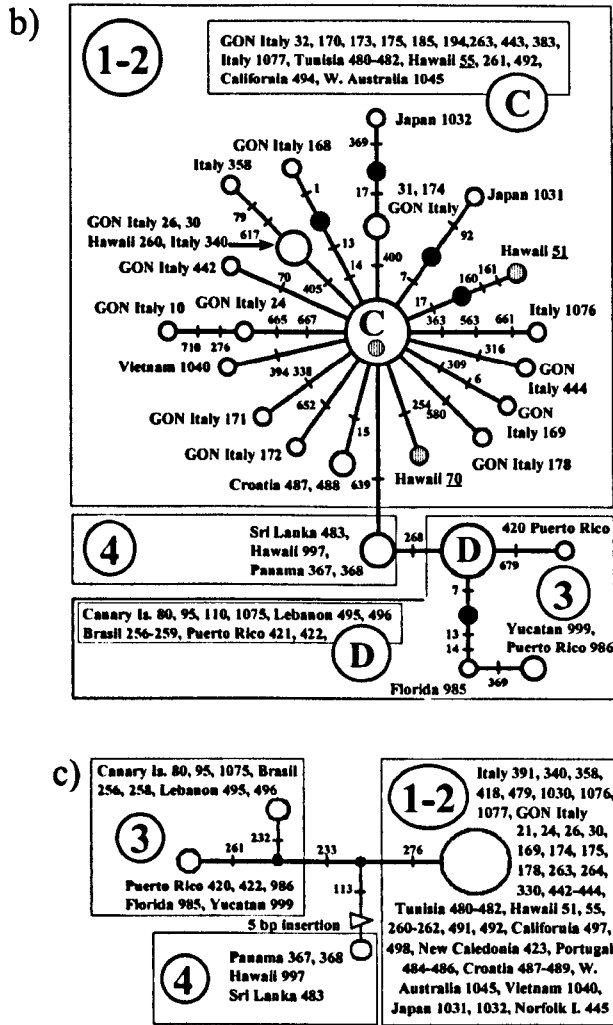 b)
1-2
GON Italy 32, 170, 173, 175, 185, 194,263, 443, 383,
Italy 1077, Tunisia 480-482, Hawaii 55, 261, 492,
California 494, W. Australia 1045
C
Japan 1032
369
17
GON Italy 168
1
13
14
Italy 358
79
31, 174
GON Italy
400
Japan 1031
92
7
GON Italy 26, 30
Hawaii 260, Italy 340
617
405
Hawaii 51
161
160
17
GON Italy 442
70
C
GON Italy 10
GON Italy 24
710
276
665
667
363
563
661
Italy 1076
Vietnam 1040
394
338
309
316
GON
Italy 444
6
GON
Italy 169
GON Italy 171
652
254
580
GON Italy 178
GON Italy 172
15
Croatia 487, 488
639
Hawaii 70
4
Sri Lanka 483,
Hawaii 997,
Panama 367, 368
268
D
420 Puerto Rico
679
7
3
Canary Is. 80, 95, 110, 1075, Lebanon 495, 496
Brasil 256-259, Puerto Rico 421, 422,
D
13
14
Yucatan 999,
Puerto Rico 986
Florida 985
369
c)
Canary Is. 80, 95, 1075, Brasil
256, 258, Lebanon 495, 496
3
232
261
233
276
Puerto Rico 420, 422, 986
Florida 985, Yucatan 999
113
5 bp insertion
4
Panama 367, 368
Hawaii 997
Sri Lanka 483
1-2
Italy 391, 340, 358,
418, 479, 1030, 1076,
1077, GON Italy
21, 24, 26, 30,
169, 174, 175,
178, 263, 264,
330, 442-444,
Tunisia 480-482, Hawaii 51, 55,
260-262, 491, 492, California 497,
498, New Caledonia 423, Portugal
484-486, Croatia 487-489, W.
Australia 1045, Vietnam 1040,
Japan 1031, 1032, Norfolk I. 445